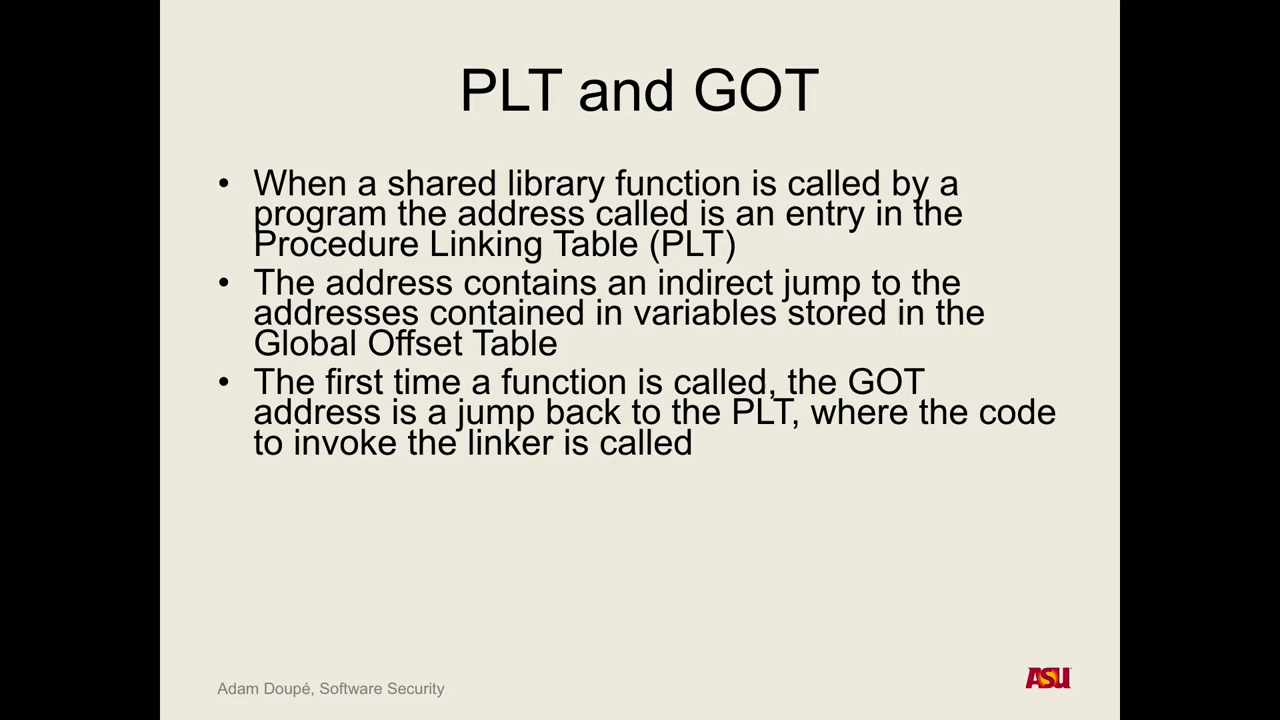 PLT and GOT
• When a shared library function is called by a
program the address called is an entry in the
Procedure Linking Table (PLT)
• The address contains an indirect jump to the
addresses contained in variables stored in the
Global Offset Table
• The first time a function is called, the GOT
address is a jump back to the PLT, where the code
to invoke the linker is called
Adam Doupé, Software Security
ASU